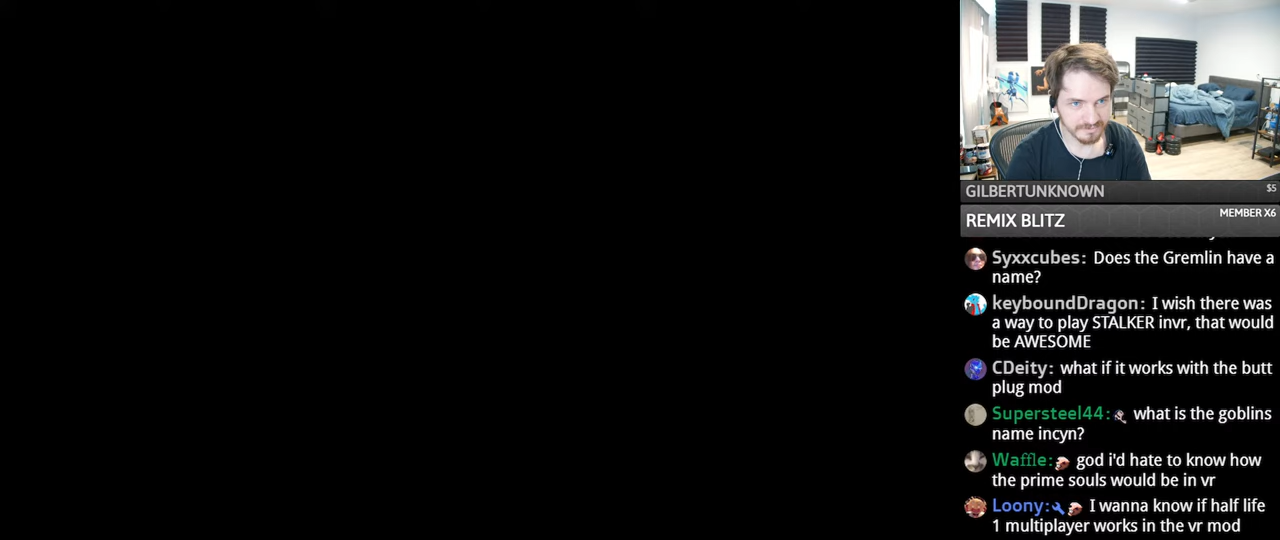 GILBERTUNKNOWN $5
REMIX BLITZ MEMBER X6
Syxxcubes: Does the Gremlin have a
name?
keyboundDragon: I wish there was
a way to play STALKER invr, that would
be AWESOME
CDeity: what if it works with the butt
plug mod
Supersteel44: what is the goblins
name incyn?
Waffle: god i'd hate to know how
the prime souls would be in vr
Loony: I wanna know if half life
1 multiplayer works in the vr mod